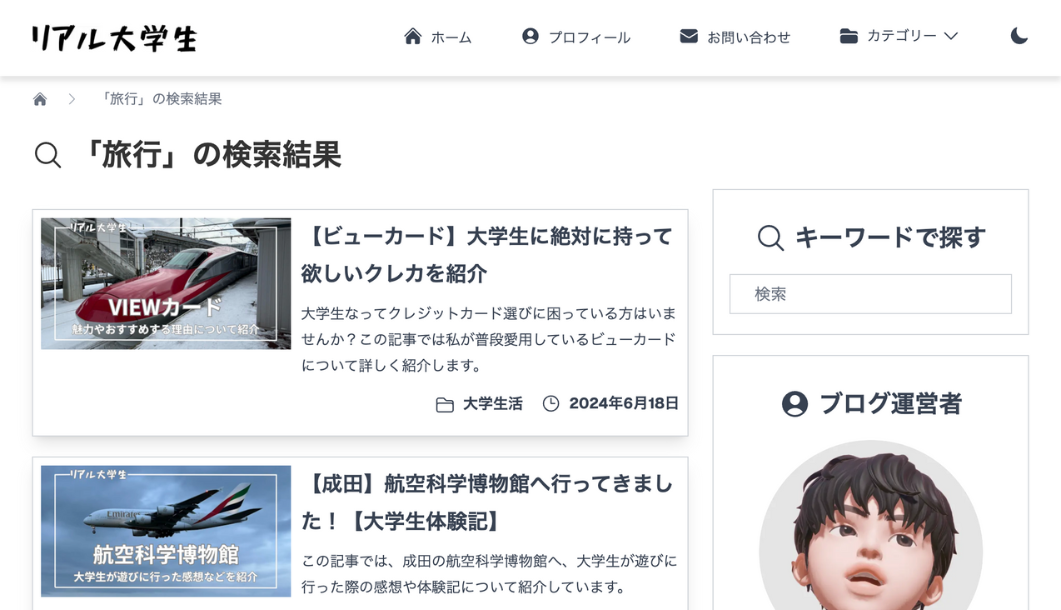 リアル大学生
ホーム
プロフィール
お問い合わせ
カテゴリー
「旅行」の検索結果
「旅行」の検索結果
リアル大学生
VIEWカード
魅力やおすすめする理由について紹介
【ビューカード】大学生に絶対に持って
欲しいクレカを紹介
大学生なってクレジットカード選びに困っている方はいま
せんか？この記事では私が普段愛用しているビューカード
について詳しく紹介します。
大学生活
2024年6月18日
リアル大学生
Emirates
航空科学博物館
大学生が遊びに行った感想などを紹介
【成田】航空科学博物館へ行ってきまし
た！【大学生体験記】
この記事では、成田の航空科学博物館へ、大学生が遊びに
行った際の感想や体験記について紹介しています。
キーワードで探す
検索
ブログ運営者